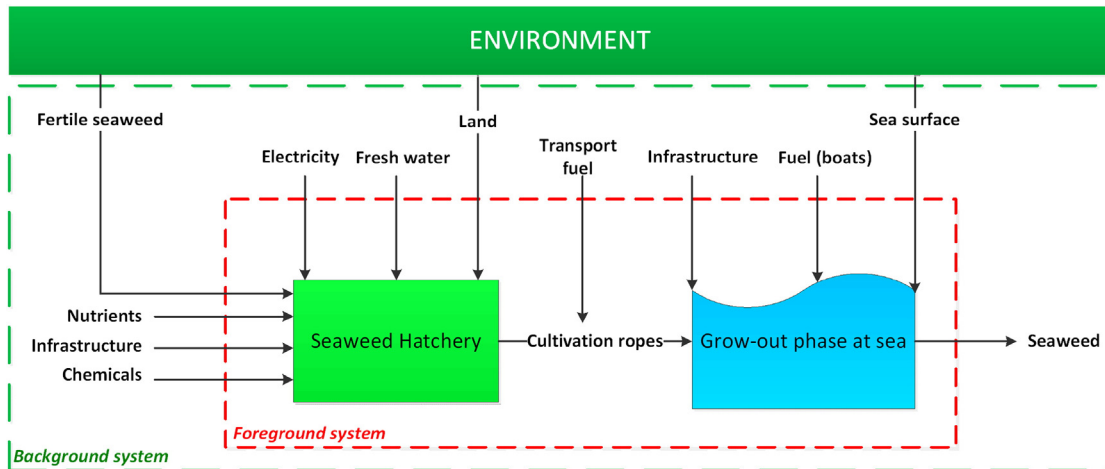 ENVIRONMENT
Fertile seaweed
Land
Sea surface
Electricity
Fresh water
Transport
fuel
Infrastructure
Fuel (boats)
Nutrients
Infrastructure
Chemicals
Seaweed Hatchery
Cultivation ropes
Grow-out phase at sea
Seaweed
Foreground system
Background system